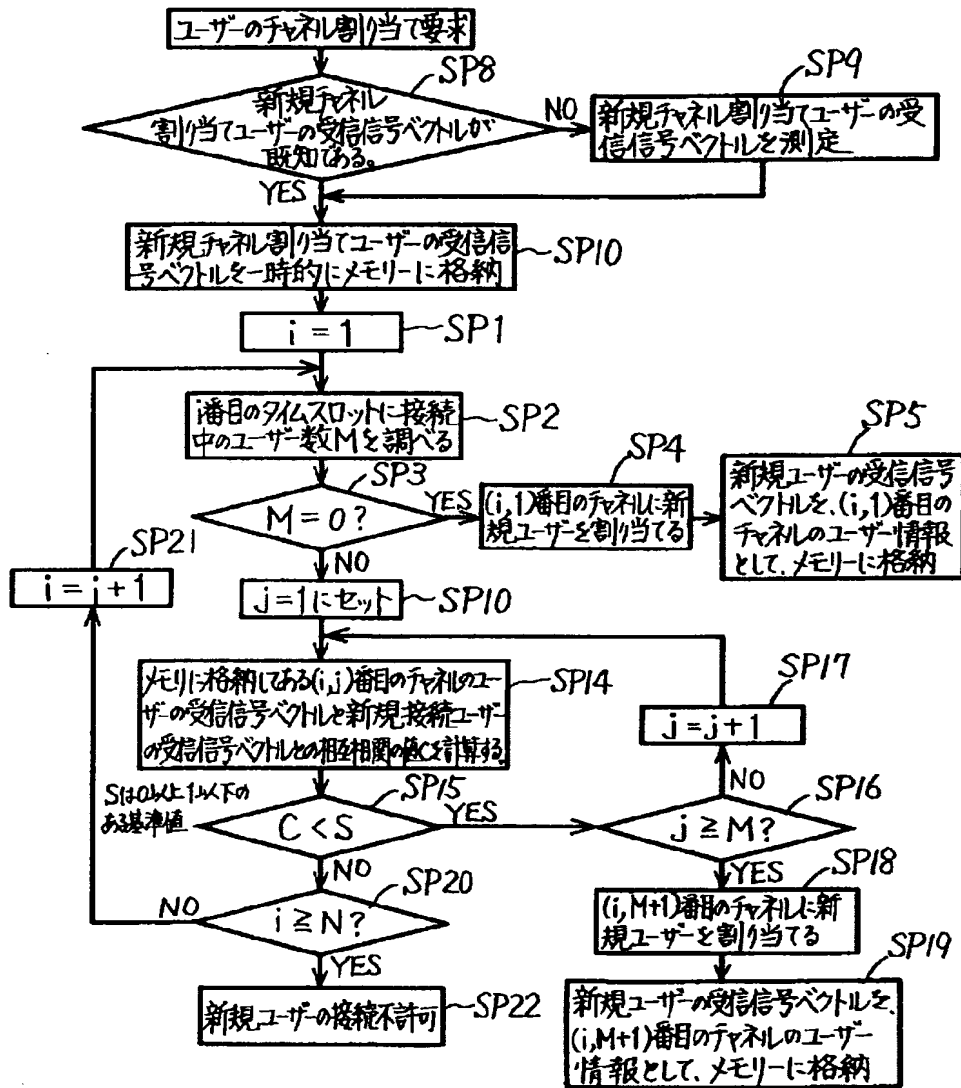 ユーザーのチャネル割り当て要求
SP8
新規チャネル
割り当てユーザーの受信信号ベクトルが
既知である。
NO
YES
SP9
新規チャネル割り当てユーザーの受
信信号ベクトルを測定
新規チャネル割り当てユーザーの受信信
号ベクトルを一時的にメモリーに格納
SP10
i=1
SP1
i番目のタイムスロットに接続
中のユーザー数Mを調べる
SP2
SP3
M=0?
YES
NO
SP4
(i,1)番目のチャネルに新
規ユーザーを割り当てる
SP5
新規ユーザーの受信信号
ベクトルを、(i,1)番目の
チャネルのユーザー情報
として、メモリーに格納
SP21
i=i+1
j=1にセット
SP10
メモリに格納してある(i,j)番目のチャネルのユー
ザーの受信信号ベクトルと新規接続ユーザー
の受信信号ベクトルとの相互相関の値Cを計算する
SP14
SP17
j=j+1
Sは0以上1以下の
ある基準値
SP15
C<S
YES
NO
SP16
j≧M?
NO
YES
SP20
i≧N?
NO
YES
SP18
(i,M+1)番目のチャネルに新
規ユーザーを割り当てる
新規ユーザーの接続不許可
SP22
SP19
新規ユーザーの受信信号ベクトルを、
(i,M+1)番目のチャネルのユーザー
情報として、メモリーに格納